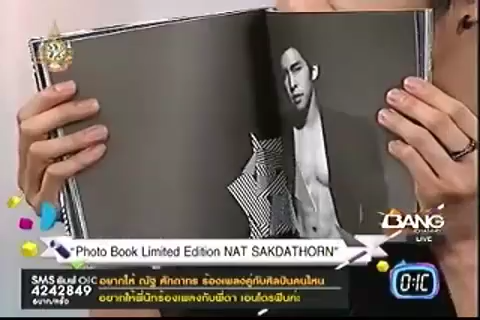 BANG
CHANNEL
LIVE
"Photo Book Limited Edition NAT SAKDATHORN"
SMS พิมพ์ OIC
4242849
อยากให้ ณัฐ ศักดาทร ร้องเพลงคู่กับศิลปินคนไหน
อยากให้พี่นัทร้องเพลงกับพี่ดา เอนโดรฟินค่ะ
O:IC